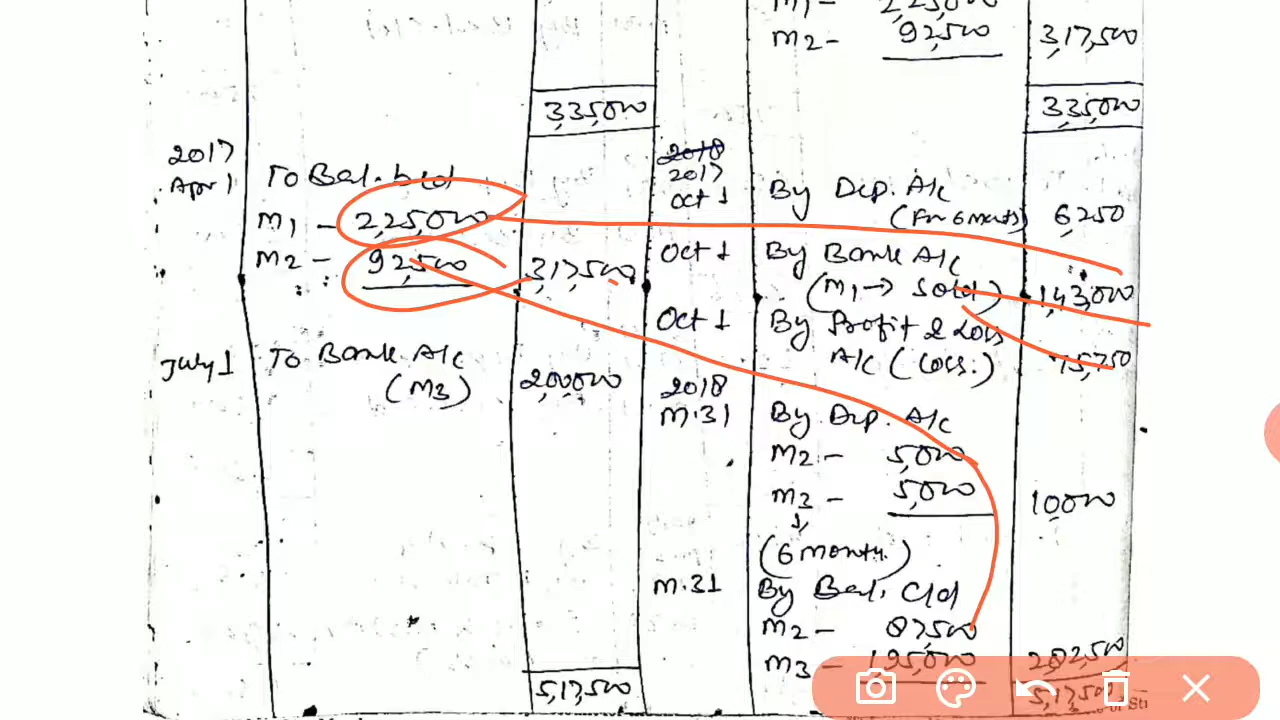 M1- 2,25,000
M2- 92,500 3,17,500
3,35,000 3,35,000
2017 2018
Apr 1 To Bal. b/d 2017
Oct 1 By Dep. A/c
(For 6 months) 6250
M1 - 2,25,000
M2 - 92,500 3,17,500 Oct 1 By Bank A/c
(M1→ Sold) 1,43,000
Oct 1 By Profit & Loss
A/c (Loss.) 75,750
July 1 To Bank A/c
(M3) 2,00,000 2018
M.31 By Dep. A/c
M2 - 5,000
M3 - 5,000 10,000
(6 month.)
M.31 By Bal. C/d
M2 - 87,500
M3 - 1,95,000 2,82,500
5,17,500 5,17,500